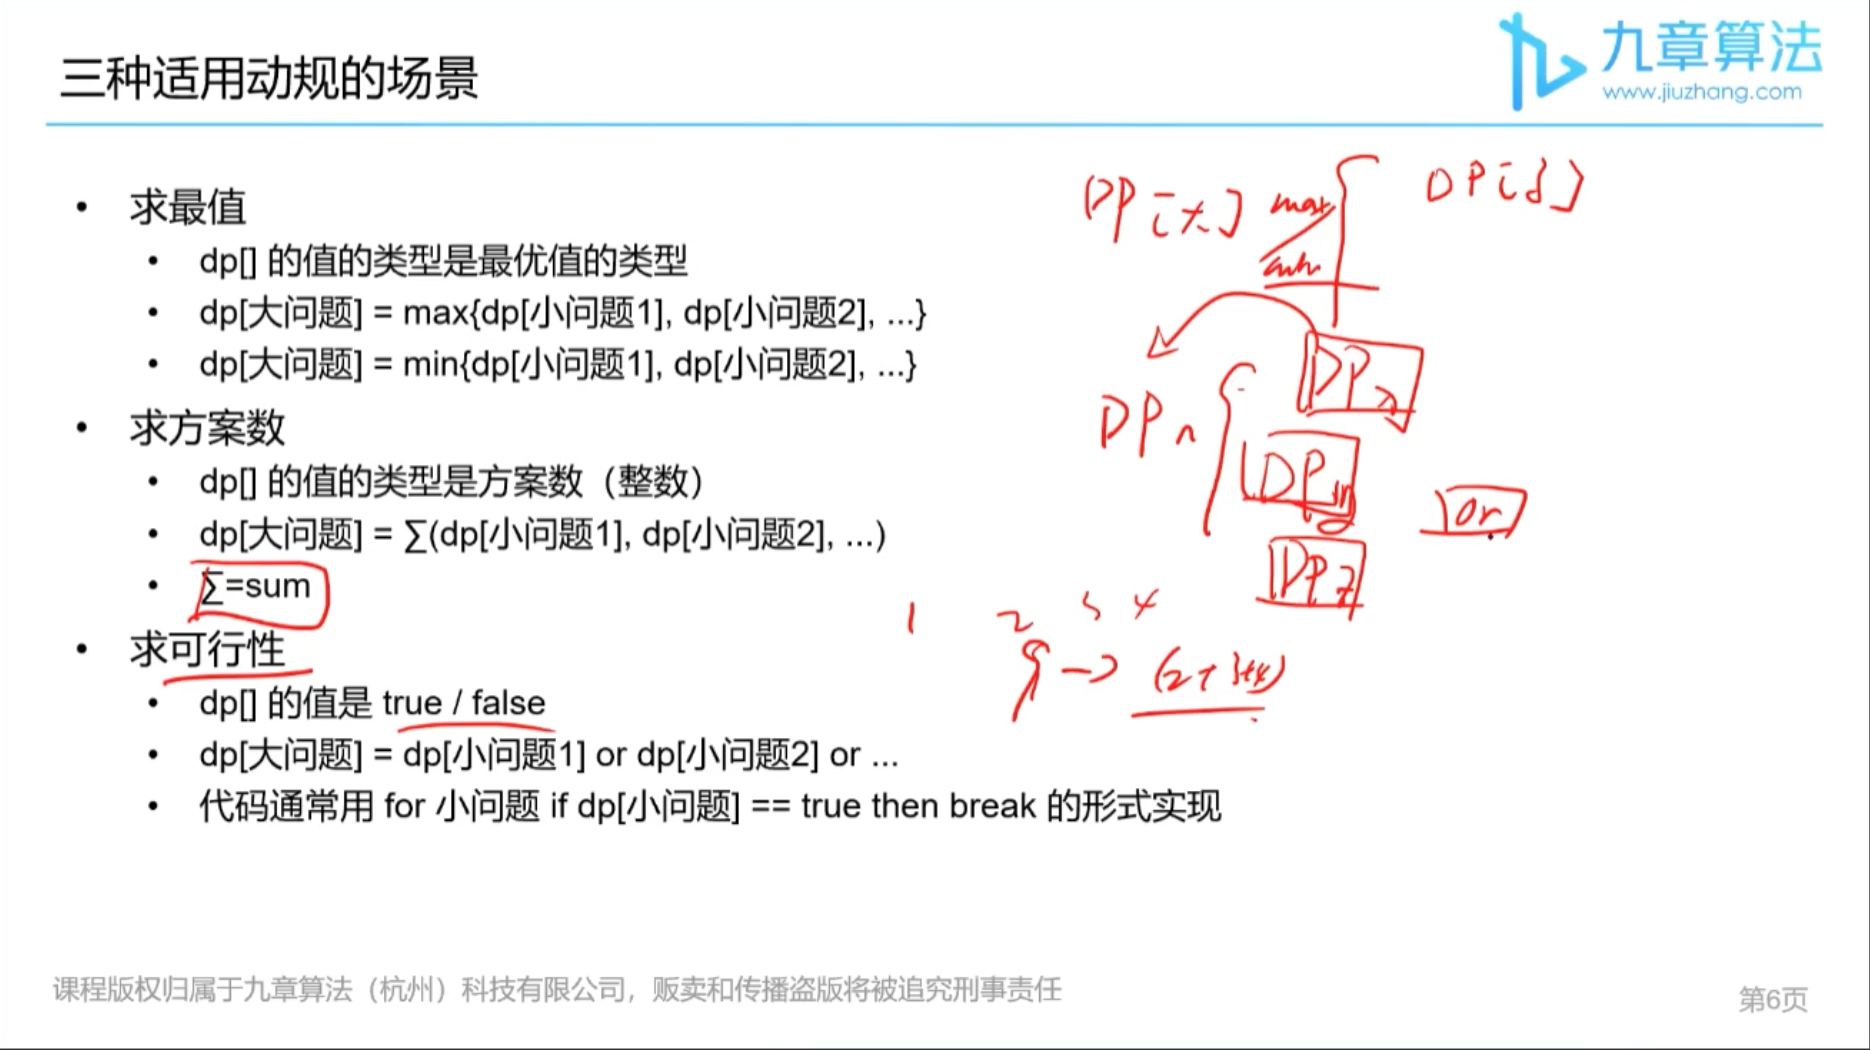 三种适用动规的场景
九章算法
www.jiuzhang.com
• 求最值
• dp[] 的值的类型是最优值的类型
• dp[大问题] = max{dp[小问题1], dp[小问题2], ...}
• dp[大问题] = min{dp[小问题1], dp[小问题2], ...}
• 求方案数
• dp[] 的值的类型是方案数（整数）
• dp[大问题] = ∑(dp[小问题1], dp[小问题2], ...)
• ∑=sum
• 求可行性
• dp[] 的值是 true / false
• dp[大问题] = dp[小问题1] or dp[小问题2] or ...
• 代码通常用 for 小问题 if dp[小问题] == true then break 的形式实现
DP[大] max
DP[小]
DP
DP
DP
or
DP
1 2 3 4
9 → (2+3+4)
课程版权归属于九章算法（杭州）科技有限公司，贩卖和传播盗版将被追究刑事责任
第6页